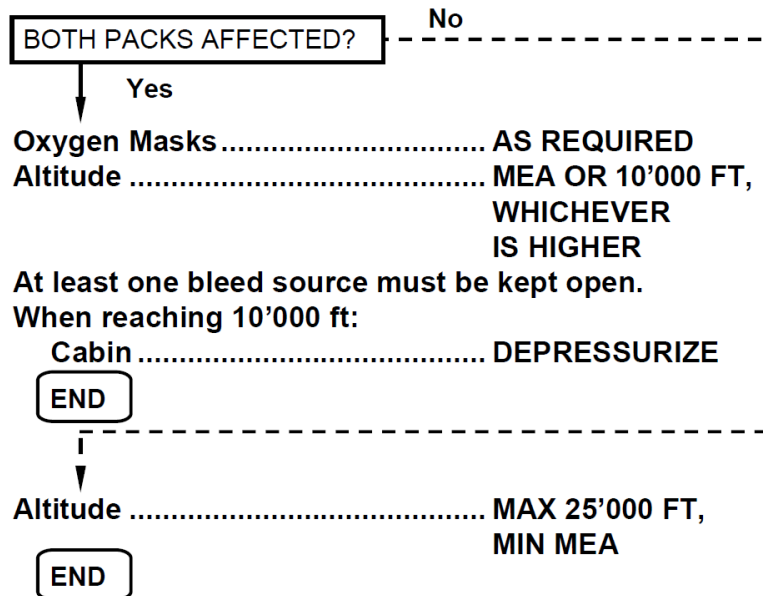 No
BOTH PACKS AFFECTED?
Yes
Oxygen Masks................................ AS REQUIRED
Altitude ........................................... MEA OR 10’000 FT,
WHICHEVER
IS HIGHER
At least one bleed source must be kept open.
When reaching 10’000 ft:
Cabin .......................................... DEPRESSURIZE
END
Altitude ........................................... MAX 25’000 FT,
MIN MEA
END